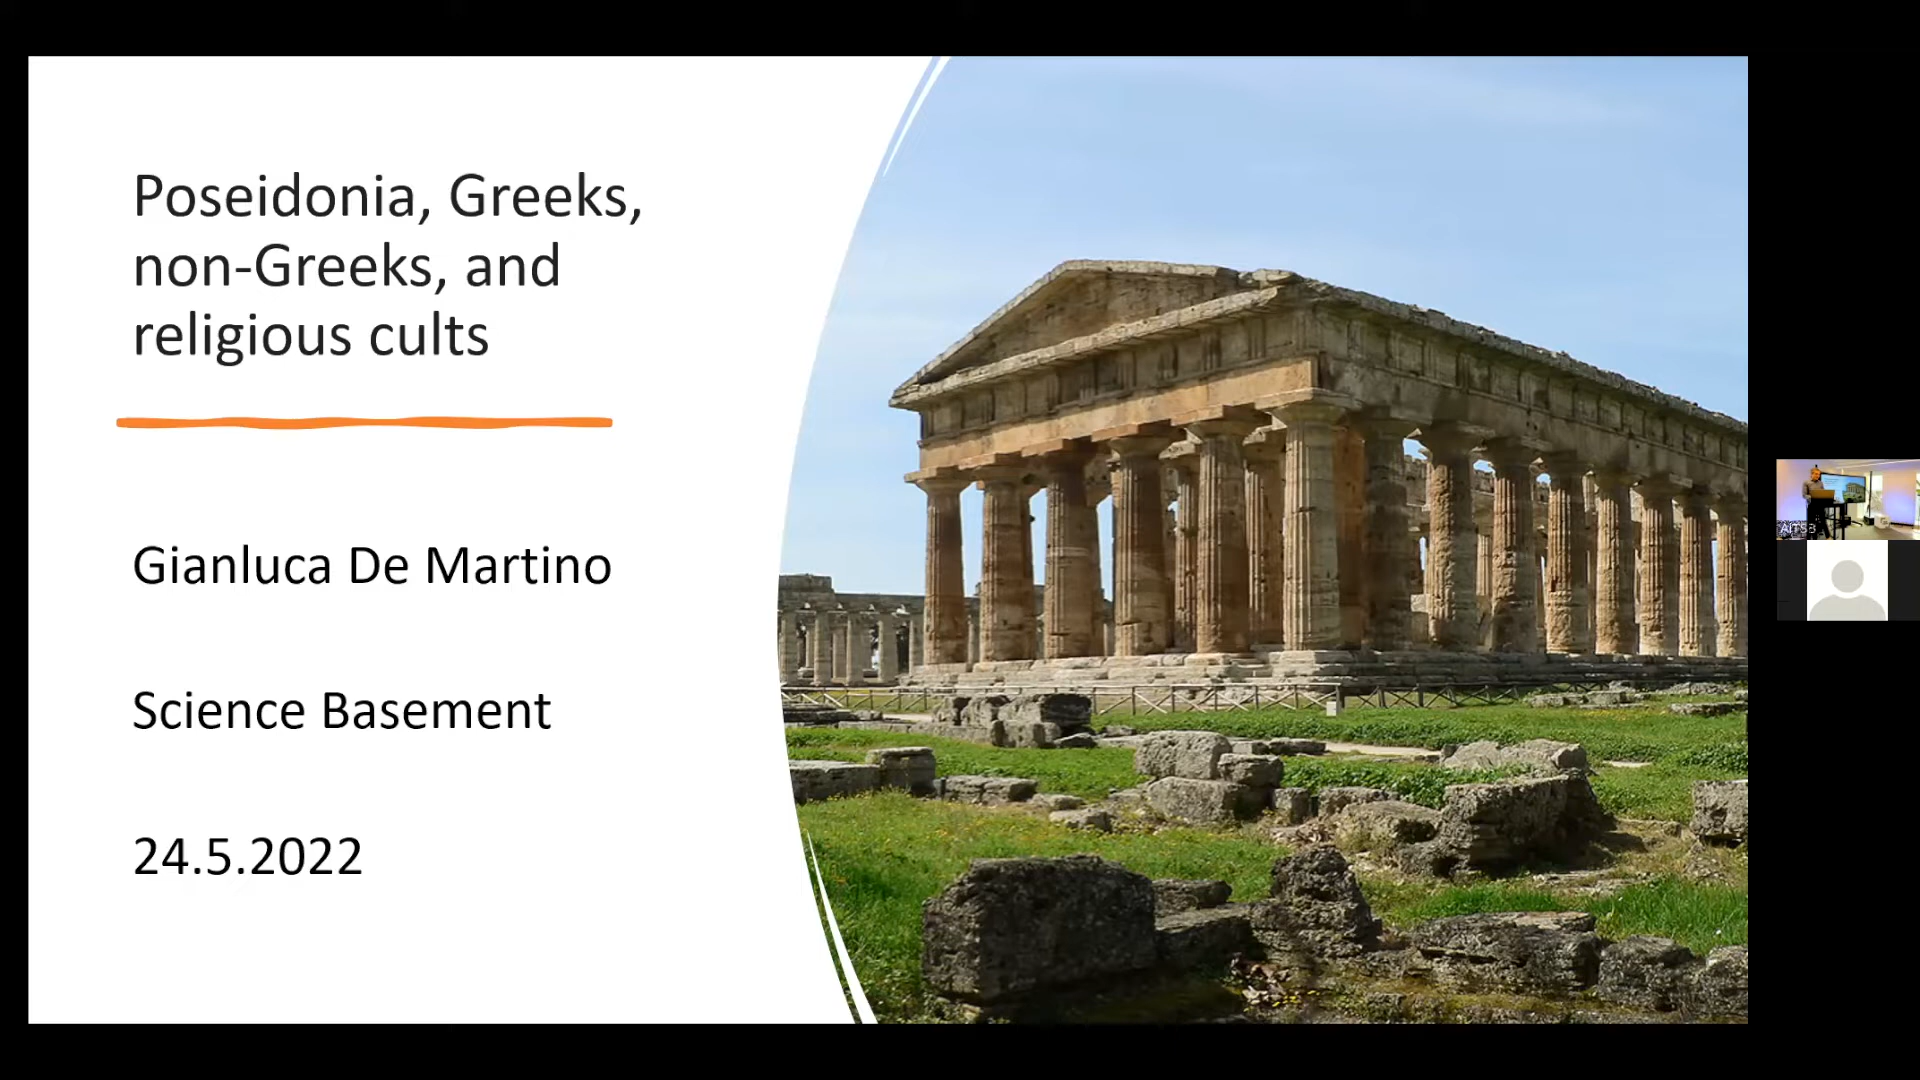 Poseidonia, Greeks,
non-Greeks, and
religious cults
Gianluca De Martino
Science Basement
24.5.2022